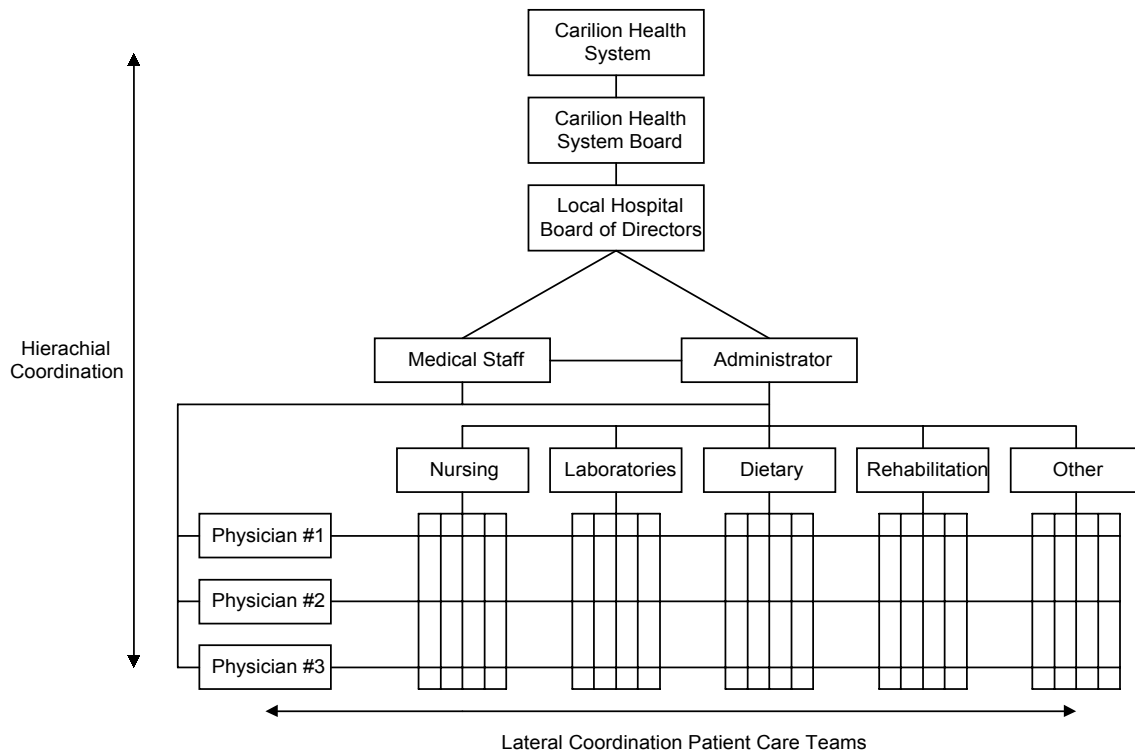 Carilion Health
System
Carilion Health
System Board
Local Hospital
Board of Directors
Hierachial
Coordination
Medical Staff
Administrator
Nursing
Laboratories
Dietary
Rehabilitation
Other
Physician #1
Physician #2
Physician #3
Lateral Coordination Patient Care Teams